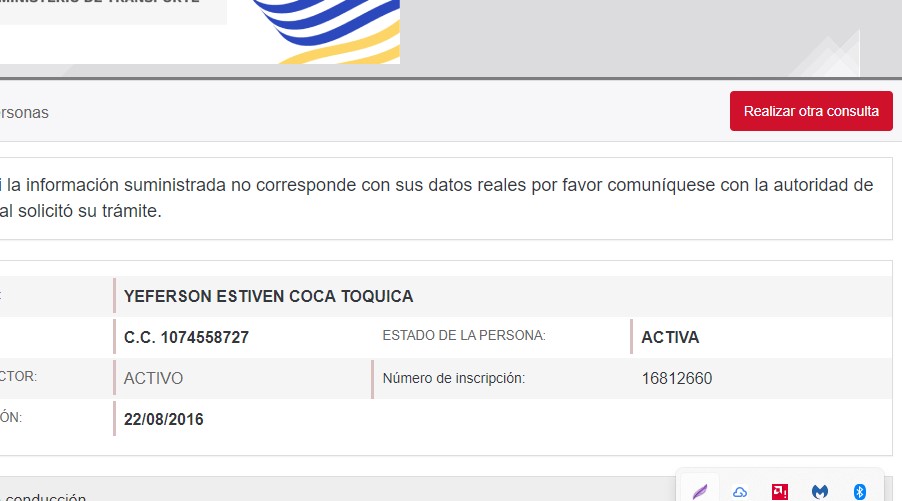 MINISTERIO DE TRANSPORTE
rsonas
Realizar otra consulta
i la información suministrada no corresponde con sus datos reales por favor comuníquese con la autoridad de
al solicitó su trámite.
: YEFERSON ESTIVEN COCA TOQUICA
C.C. 1074558727 ESTADO DE LA PERSONA: ACTIVA
CTOR: ACTIVO Número de inscripción: 16812660
ÓN: 22/08/2016
conducción